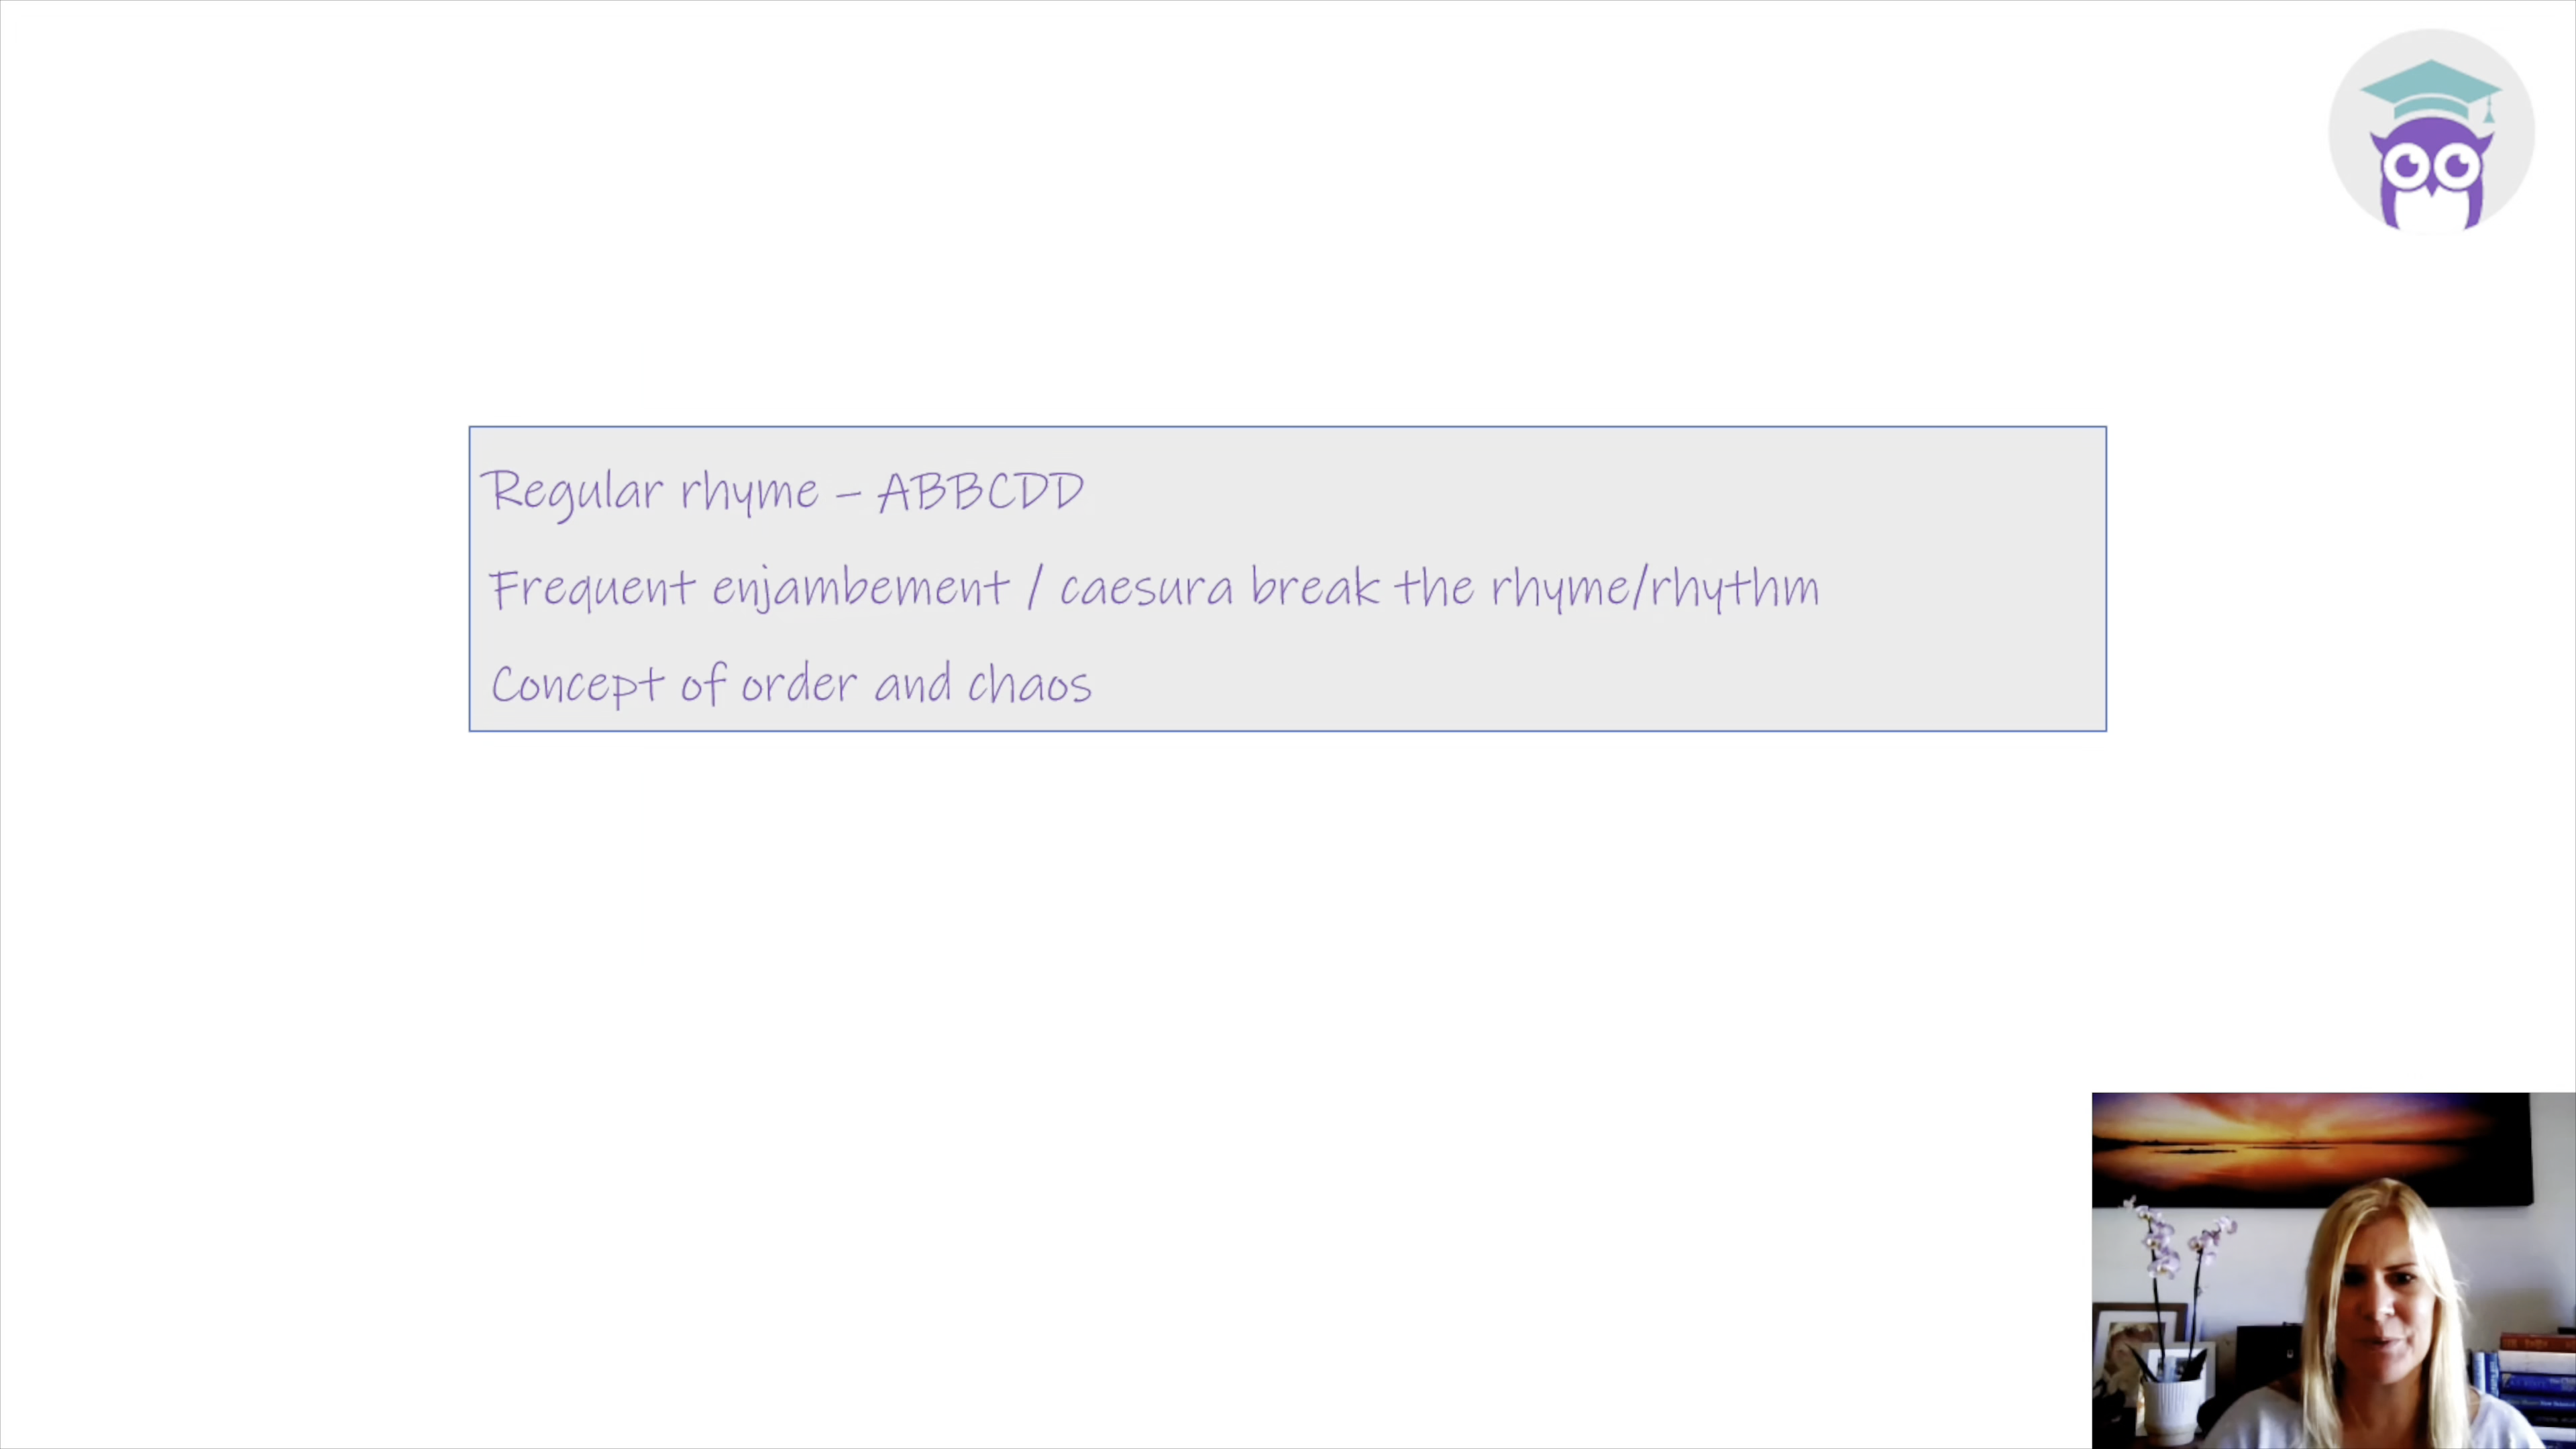 Regular rhyme – ABBCDD
Frequent enjambement / caesura break the rhyme/rhythm
Concept of order and chaos